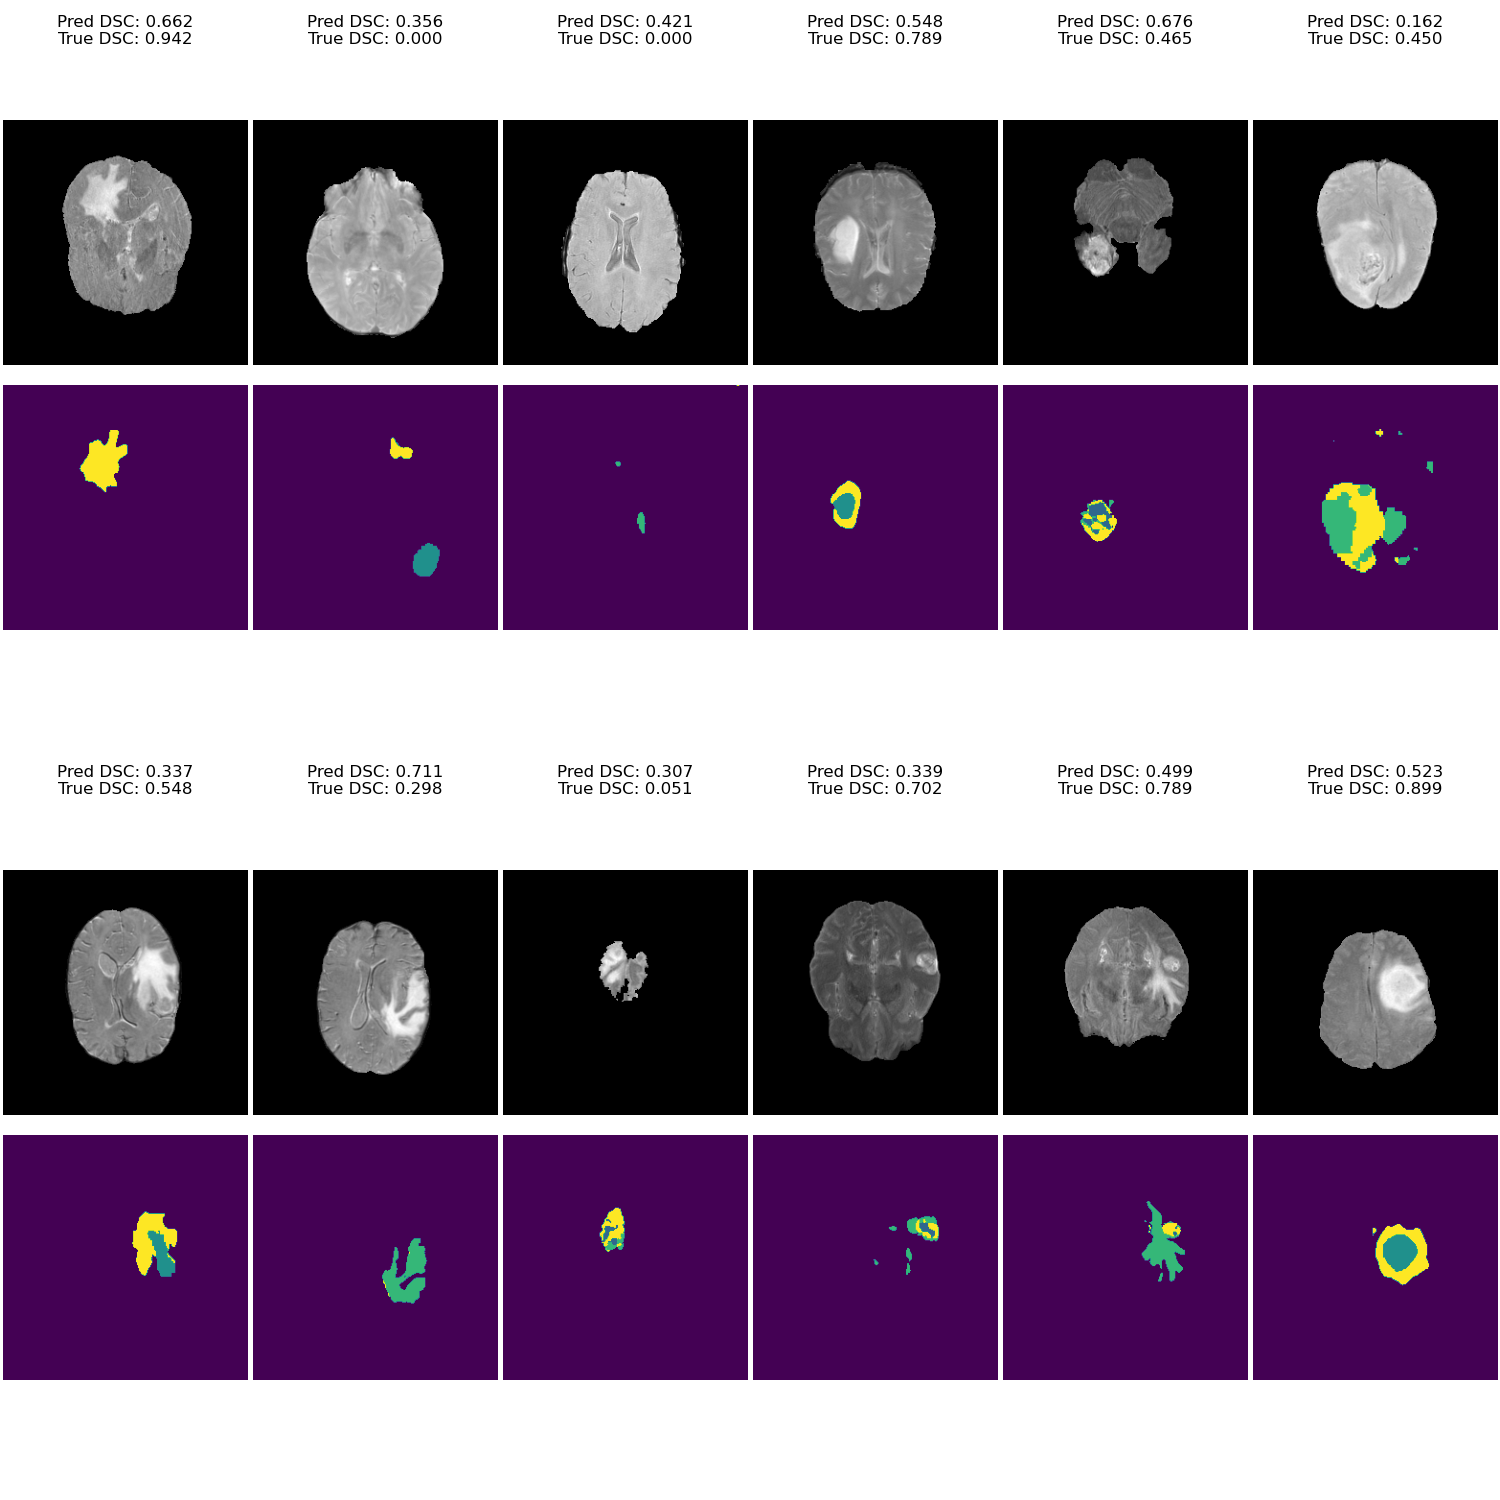 Pred DSC: 0.662
True DSC: 0.942
Pred DSC: 0.356
True DSC: 0.000
Pred DSC: 0.421
True DSC: 0.000
Pred DSC: 0.548
True DSC: 0.789
Pred DSC: 0.676
True DSC: 0.465
Pred DSC: 0.162
True DSC: 0.450
Pred DSC: 0.337
True DSC: 0.548
Pred DSC: 0.711
True DSC: 0.298
Pred DSC: 0.307
True DSC: 0.051
Pred DSC: 0.339
True DSC: 0.702
Pred DSC: 0.499
True DSC: 0.789
Pred DSC: 0.523
True DSC: 0.899